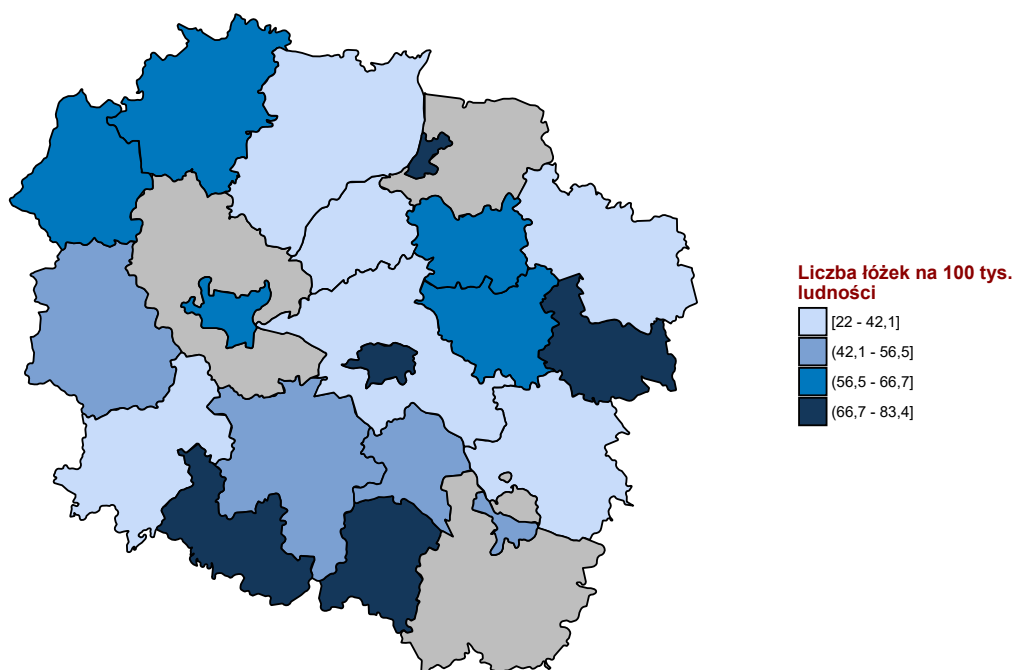 Liczba łóżek na 100 tys.
ludności
[22 - 42,1]
(42,1 - 56,5]
(56,5 - 66,7]
(66,7 - 83,4]